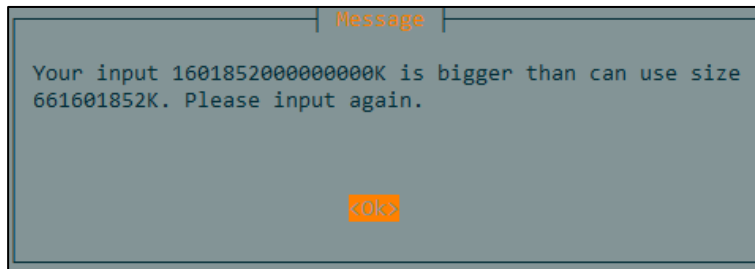 Message
Your input 1601852000000000K is bigger than can use size
661601852K. Please input again.
<Ok>